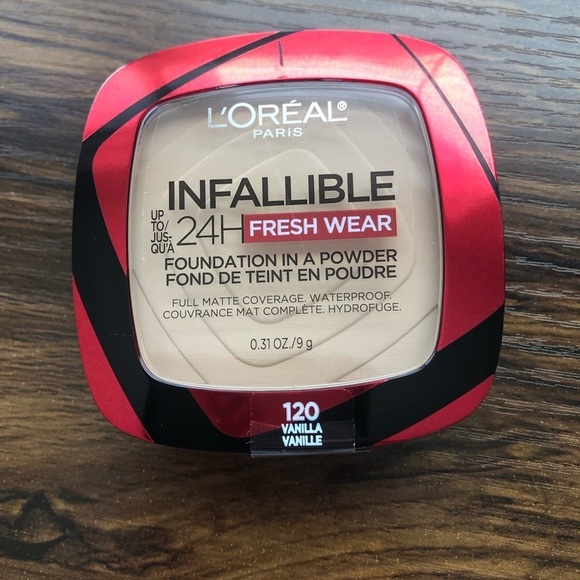 L'ORÉAL®
PARIS
INFALLIBLE
UP TO/ JUS- QU'À 24H FRESH WEAR
FOUNDATION IN A POWDER
FOND DE TEINT EN POUDRE
FULL MATTE COVERAGE. WATERPROOF.
COUVRANCE MAT COMPLÈTE. HYDROFUGE.
0.31 OZ./9 g
120
VANILLA
VANILLE